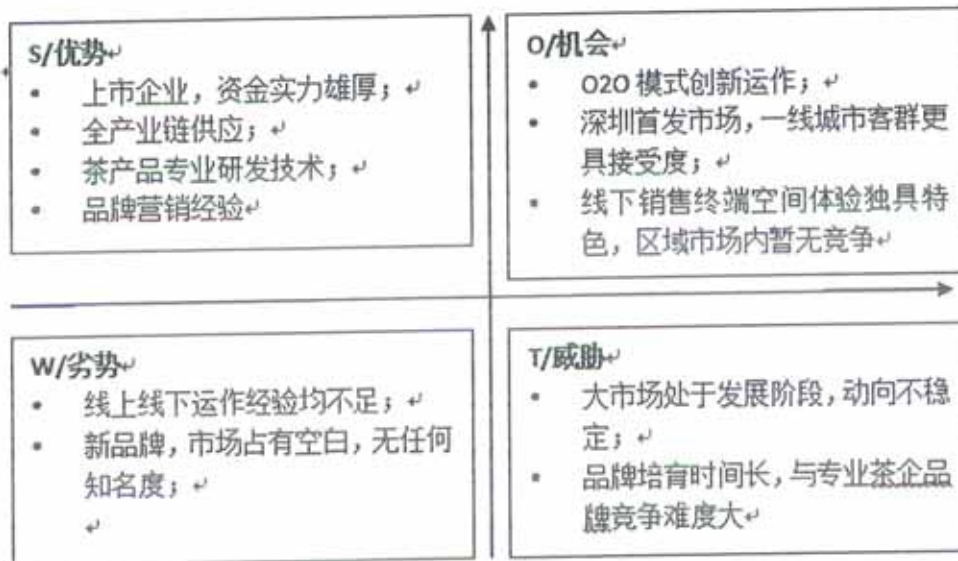 S/优势
• 上市企业，资金实力雄厚；
• 全产业链供应；
• 茶产品专业研发技术；
• 品牌营销经验
O/机会
• O2O 模式创新运作；
• 深圳首发市场，一线城市客群更
具接受度；
• 线下销售终端空间体验独具特
色，区域市场内暂无竞争
W/劣势
• 线上线下运作经验均不足；
• 新品牌，市场占有空白，无任何
知名度；
T/威胁
• 大市场处于发展阶段，动向不稳
定；
• 品牌培育时间长，与专业茶企品
牌竞争难度大